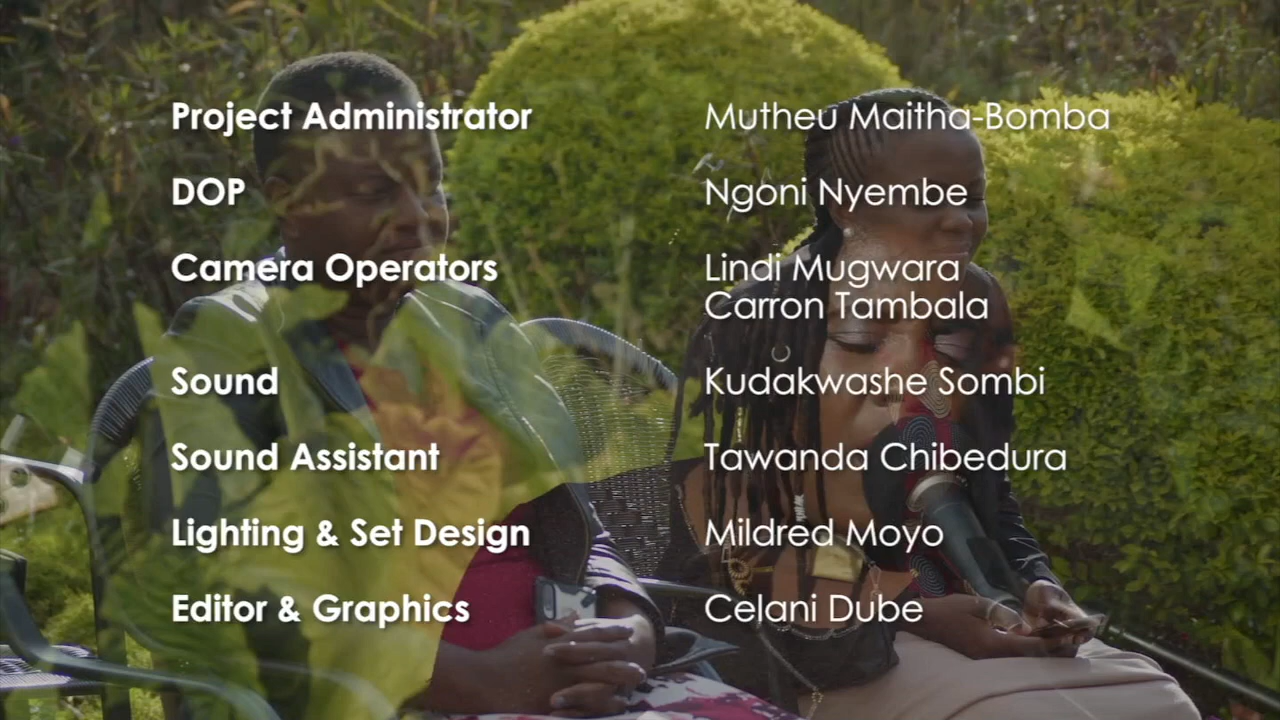 Project Administrator Mutheu Maitha-Bomba
DOP Ngoni Nyembe
Camera Operators Lindi Mugwara
Carron Tambala
Sound Kudakwashe Sombi
Sound Assistant Tawanda Chibedura
Lighting & Set Design Mildred Moyo
Editor & Graphics Celani Dube